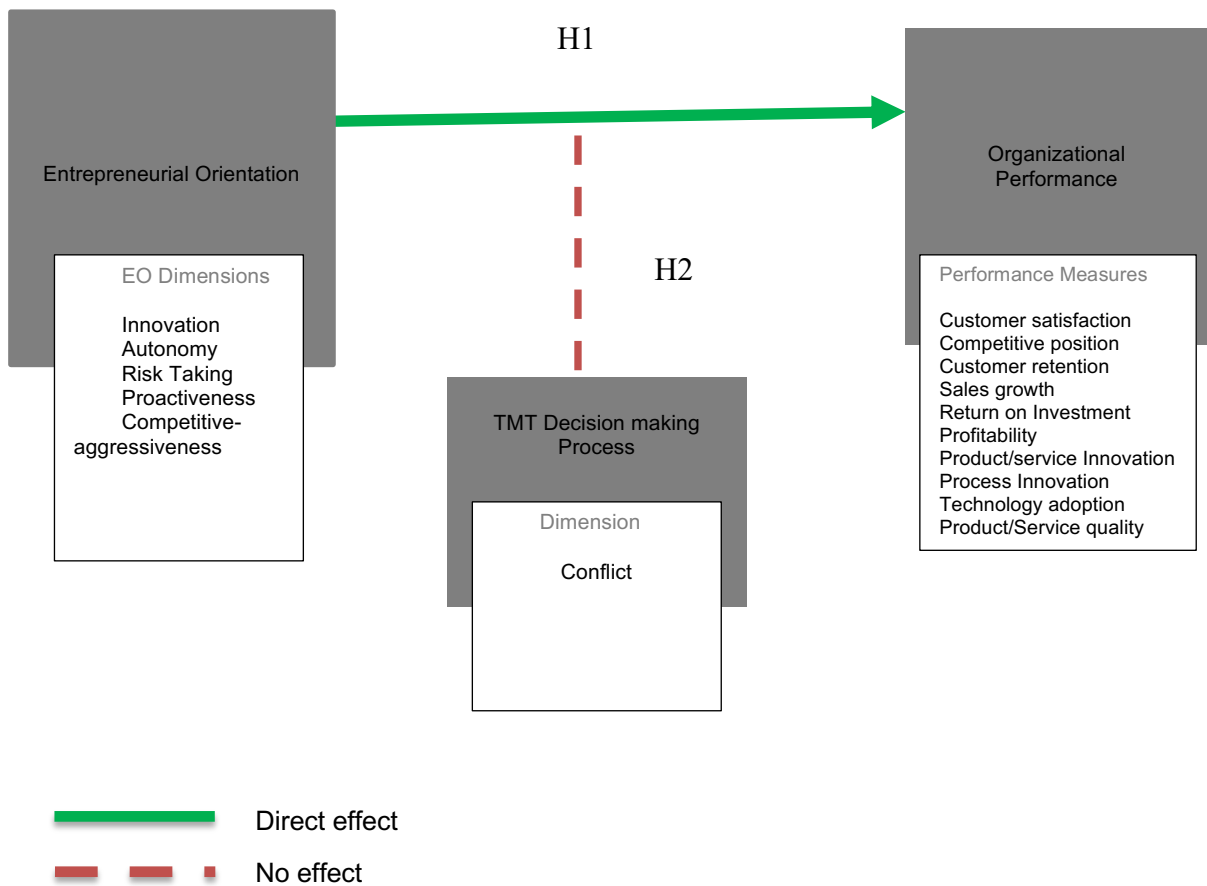 H1
Entrepreneurial Orientation
Organizational
Performance
H2
EO Dimensions
Innovation
Autonomy
Risk Taking
Proactiveness
Competitive-
aggressiveness
TMT Decision making
Process
Dimension
Conflict
Performance Measures
Customer satisfaction
Competitive position
Customer retention
Sales growth
Return on Investment
Profitability
Product/service Innovation
Process Innovation
Technology adoption
Product/Service quality
Direct effect
No effect